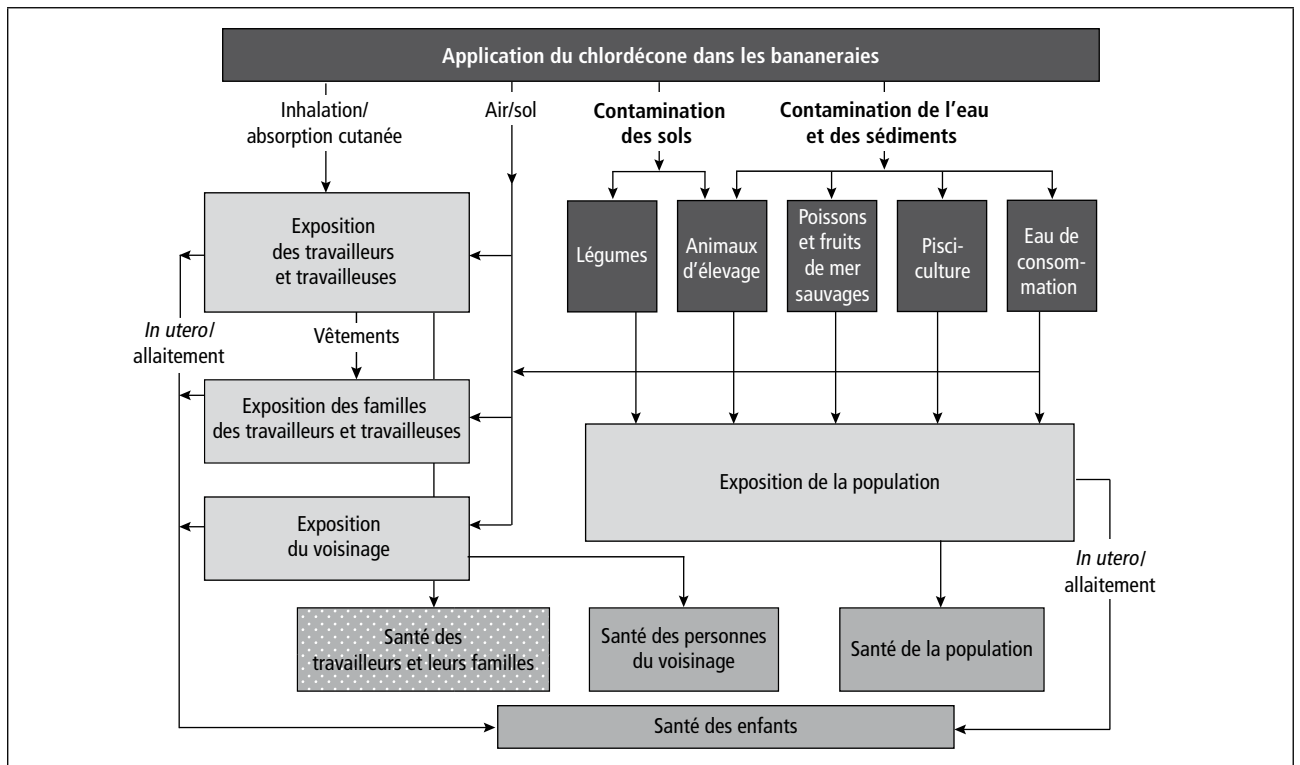 Application du chlordécone dans les bananeraies
Inhalation/
absorption cutanée
Air/sol
Contamination
des sols
Contamination de l'eau
et des sédiments
Exposition
des travailleurs
et travailleuses
Légumes
Animaux
d'élevage
Poissons
et fruits
de mer
sauvages
Pisci-
culture
Eau de
consom-
mation
In utero/
allaitement
Vêtements
Exposition des familles
des travailleurs et travailleuses
Exposition de la population
Exposition
du voisinage
In utero/
allaitement
Santé des
travailleurs et leurs familles
Santé des personnes
du voisinage
Santé de la population
Santé des enfants